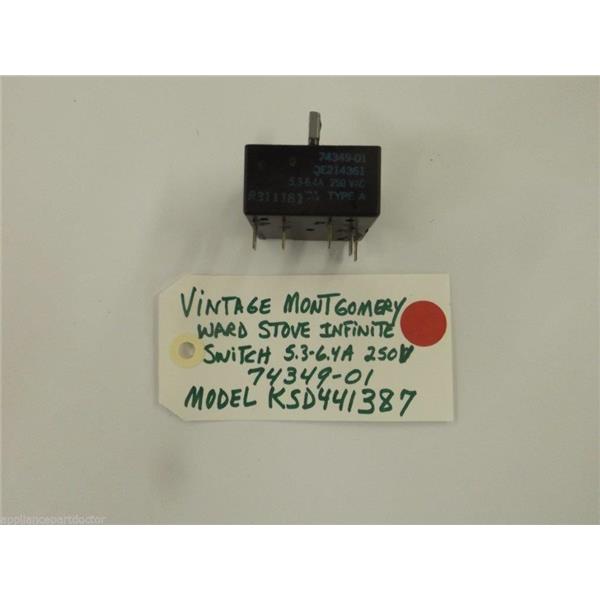 74349-01
QE214361
5.3-6.4A 250 VAC
TYPE A
VINTAGE MONTGOMERY
WARD STOVE INFINITE
SWITCH 5.3-6.4A 250V
74349-01
MODEL KSD441387
appliancepartdoctor